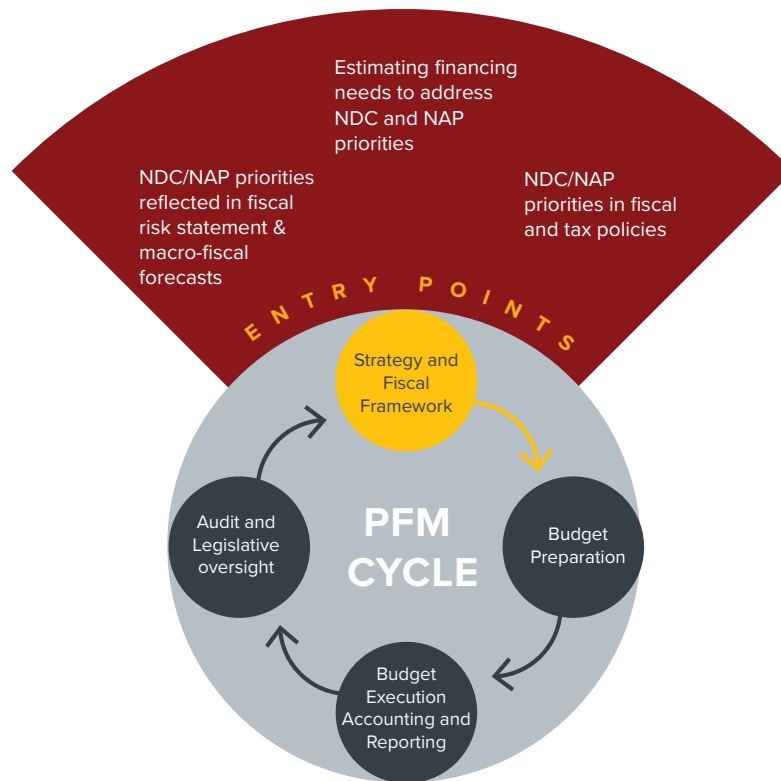 Estimating financing
needs to address
NDC and NAP
priorities
NDC/NAP priorities
reflected in fiscal
risk statement &
macro-fiscal
forecasts
NDC/NAP
priorities in fiscal
and tax policies
ENTRY POINTS
Strategy and
Fiscal
Framework
Audit and
Legislative
oversight
PFM
CYCLE
Budget
Preparation
Budget
Execution
Accounting and
Reporting